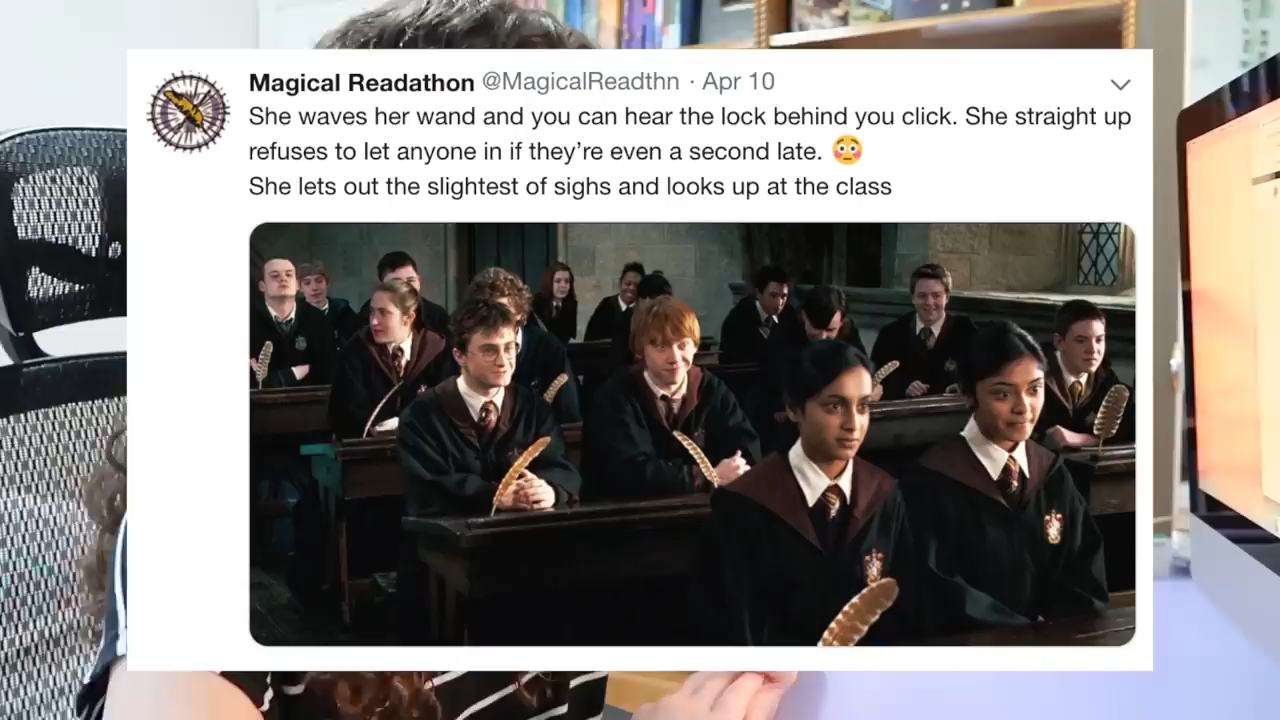 Magical Readathon @MagicalReadthn · Apr 10
She waves her wand and you can hear the lock behind you click. She straight up
refuses to let anyone in if they’re even a second late. 😳
She lets out the slightest of sighs and looks up at the class